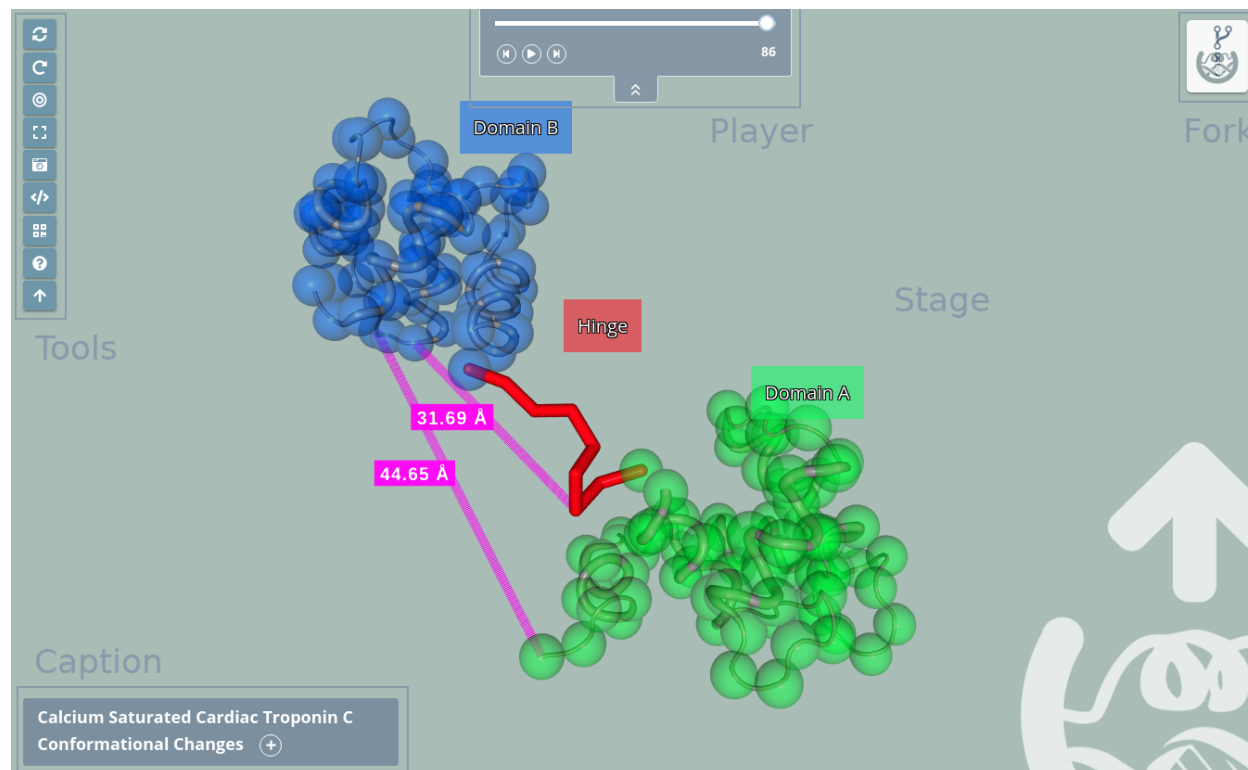 86
Domain B
Player
Fork
Stage
Hinge
Tools
Domain A
31.69 Å
44.65 Å
Caption
Calcium Saturated Cardiac Troponin C
Conformational Changes